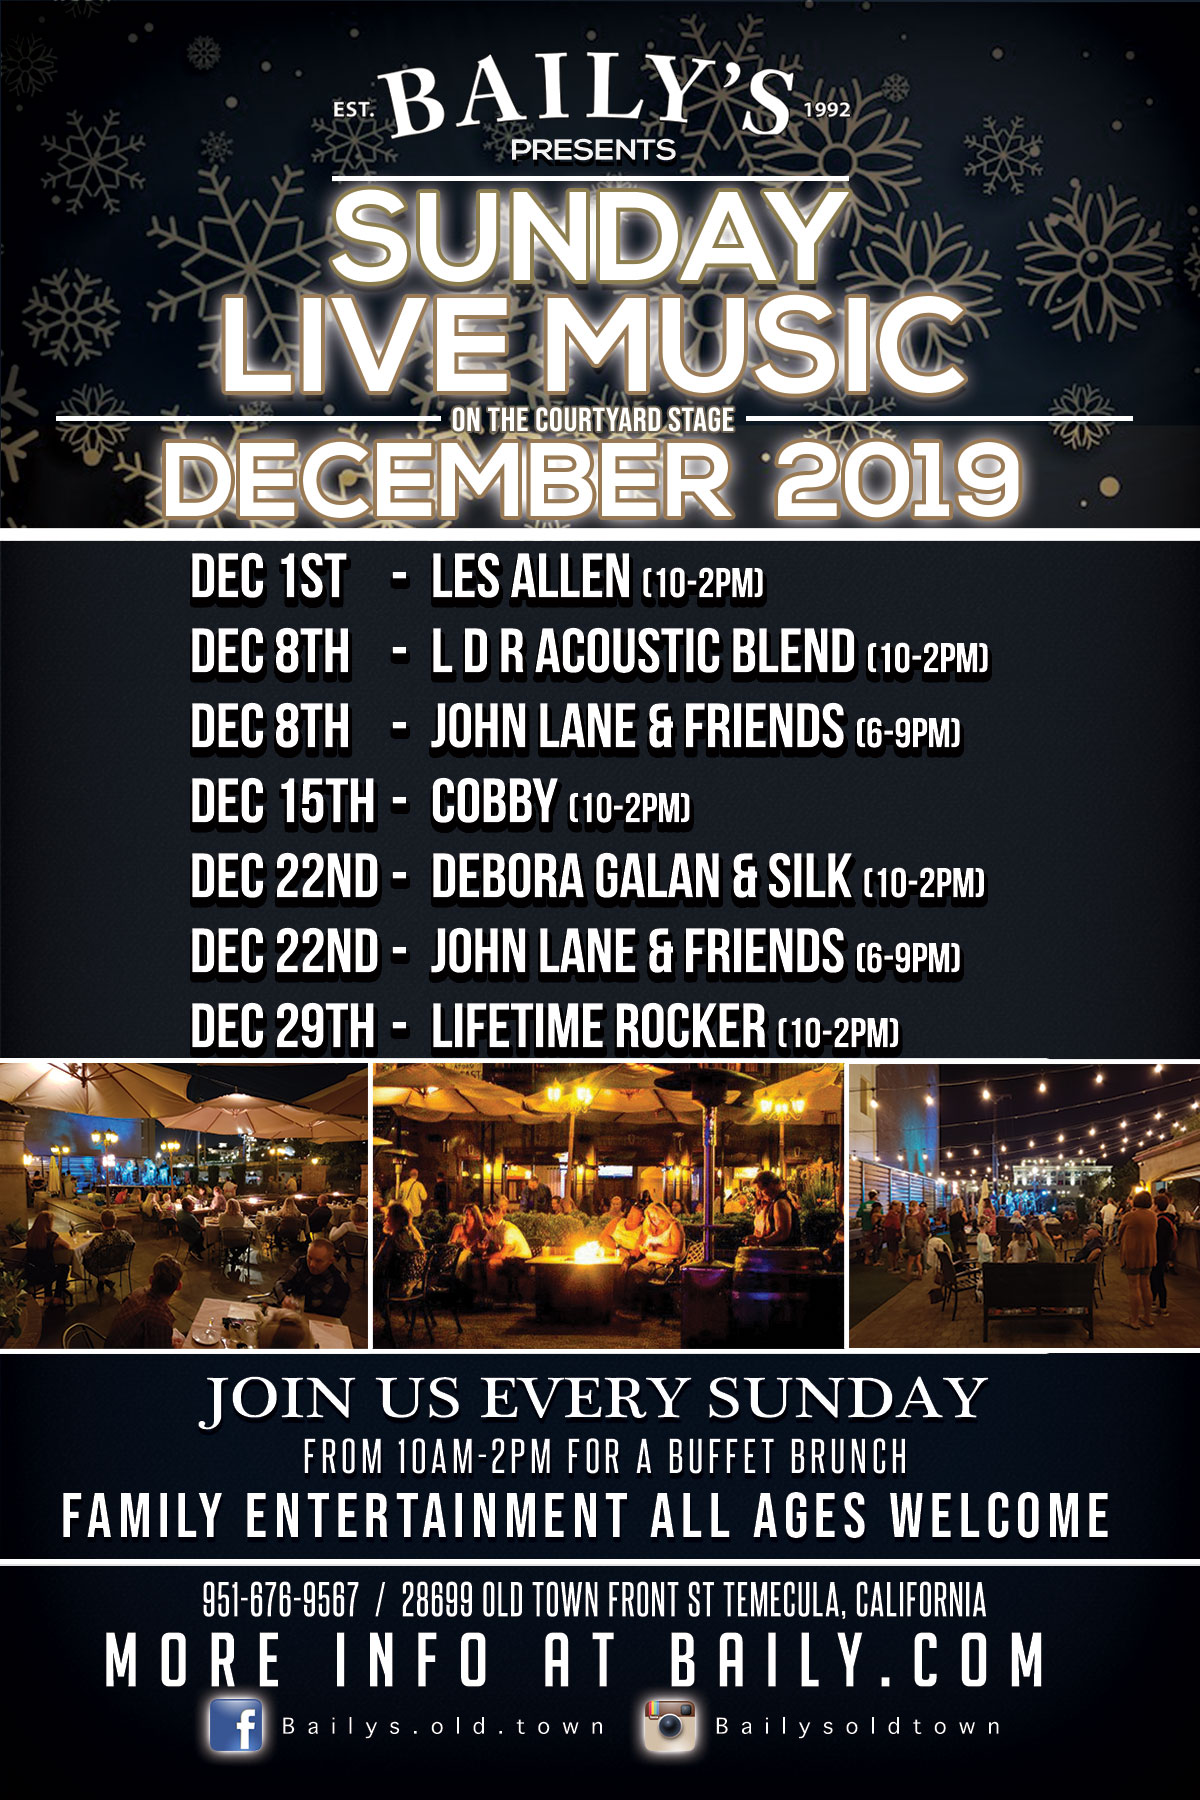 EST. BAILY'S 1992
PRESENTS
SUNDAY
LIVE MUSIC
ON THE COURTYARD STAGE
DECEMBER 2019
DEC 1ST - LES ALLEN (10-2PM)
DEC 8TH - L D R ACOUSTIC BLEND (10-2PM)
DEC 8TH - JOHN LANE & FRIENDS (6-9PM)
DEC 15TH - COBBY (10-2PM)
DEC 22ND - DEBORA GALAN & SILK (10-2PM)
DEC 22ND - JOHN LANE & FRIENDS (6-9PM)
DEC 29TH - LIFETIME ROCKER (10-2PM)
JOIN US EVERY SUNDAY
FROM 10AM-2PM FOR A BUFFET BRUNCH
FAMILY ENTERTAINMENT ALL AGES WELCOME
951-676-9567 / 28699 OLD TOWN FRONT ST TEMECULA, CALIFORNIA
MORE INFO AT BAILY.COM
f Bailys.old.town Bailysoldtown